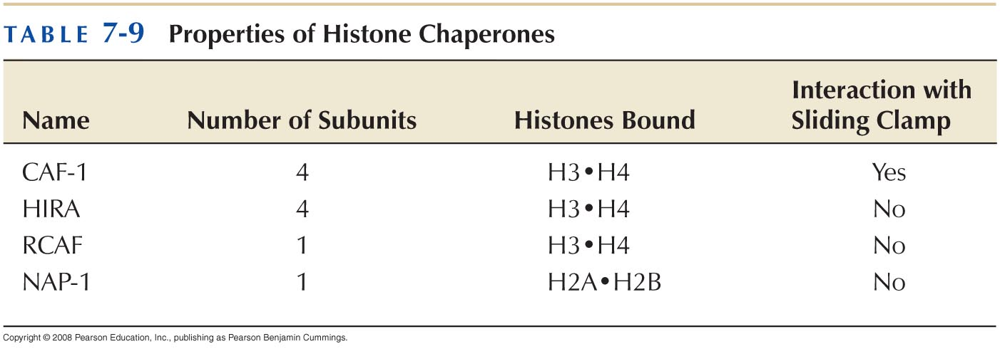 TABLE 7-9 Properties of Histone Chaperones
Interaction with
Name Number of Subunits Histones Bound Sliding Clamp
CAF-1 4 H3•H4 Yes
HIRA 4 H3•H4 No
RCAF 1 H3•H4 No
NAP-1 1 H2A•H2B No
Copyright © 2008 Pearson Education, Inc., publishing as Pearson Benjamin Cummings.